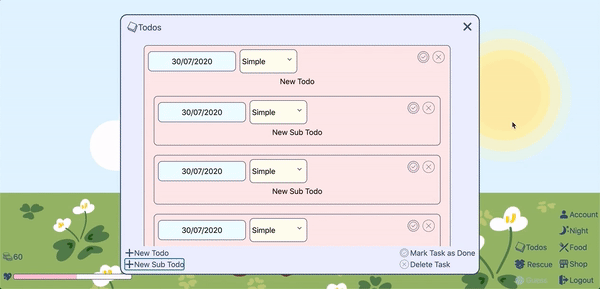 Todos
30/07/2020 Simple
New Todo
30/07/2020 Simple
New Sub Todo
30/07/2020 Simple
New Sub Todo
30/07/2020 Simple
New Todo
New Sub Todo
Mark Task as Done
Delete Task
60
Account
Night
Todos Food
Rescue Shop
Logout